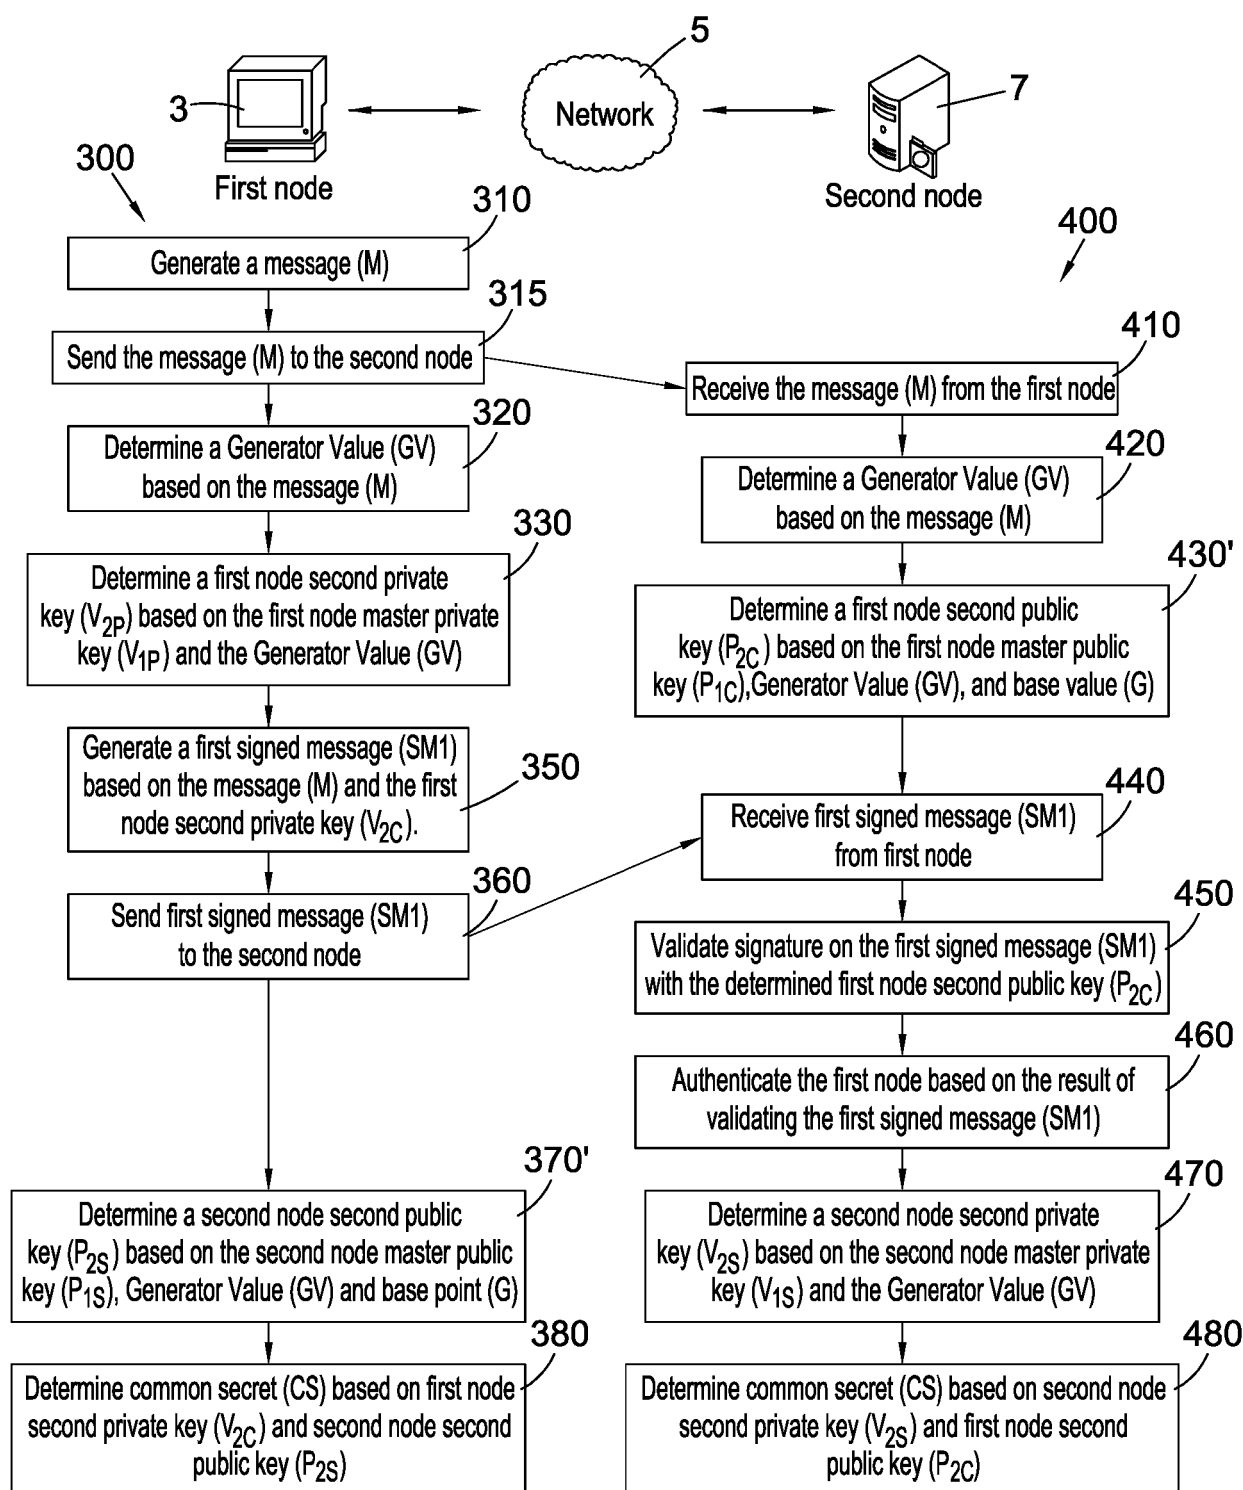 5
3
Network
7
First node
Second node
300
400
310
Generate a message (M)
315
Send the message (M) to the second node
320
Determine a Generator Value (GV)
based on the message (M)
330
Determine a first node second private
key (V2P) based on the first node master private
key (V1P) and the Generator Value (GV)
Generate a first signed message (SM1)
based on the message (M) and the first
node second private key (V2C).
350
360
Send first signed message (SM1)
to the second node
370'
Determine a second node second public
key (P2S) based on the second node master public
key (P1S), Generator Value (GV) and base point (G)
380
Determine common secret (CS) based on first node
second private key (V2C) and second node second
public key (P2S)
410
Receive the message (M) from the first node
420
Determine a Generator Value (GV)
based on the message (M)
430'
Determine a first node second public
key (P2C) based on the first node master public
key (P1C),Generator Value (GV), and base value (G)
440
Receive first signed message (SM1)
from first node
450
Validate signature on the first signed message (SM1)
with the determined first node second public key (P2C)
460
Authenticate the first node based on the result of
validating the first signed message (SM1)
470
Determine a second node second private
key (V2S) based on the second node master private
key (V1S) and the Generator Value (GV)
480
Determine common secret (CS) based on second node
second private key (V2S) and first node second
public key (P2C)